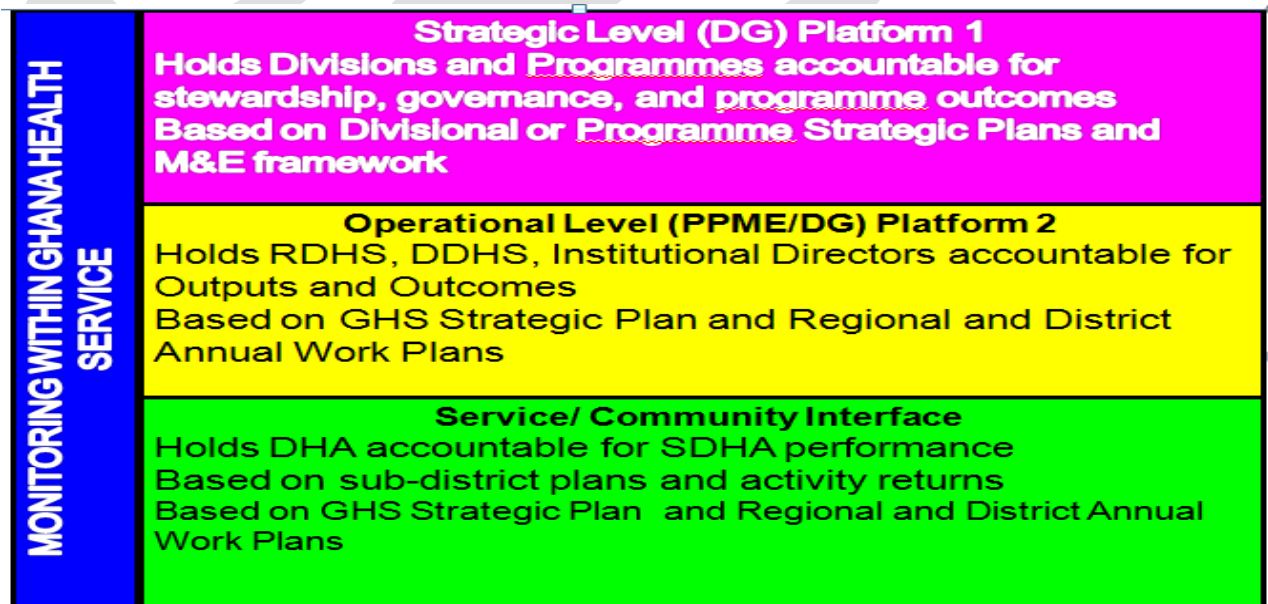 MONITORING WITHIN GHANA HEALTH
SERVICE
Strategic Level (DG) Platform 1
Holds Divisions and Programmes accountable for
stewardship, governance, and programme outcomes
Based on Divisional or Programme Strategic Plans and
M&E framework
Operational Level (PPME/DG) Platform 2
Holds RDHS, DDHS, Institutional Directors accountable for
Outputs and Outcomes
Based on GHS Strategic Plan and Regional and District
Annual Work Plans
Service/ Community Interface
Holds DHA accountable for SDHA performance
Based on sub-district plans and activity returns
Based on GHS Strategic Plan and Regional and District Annual
Work Plans